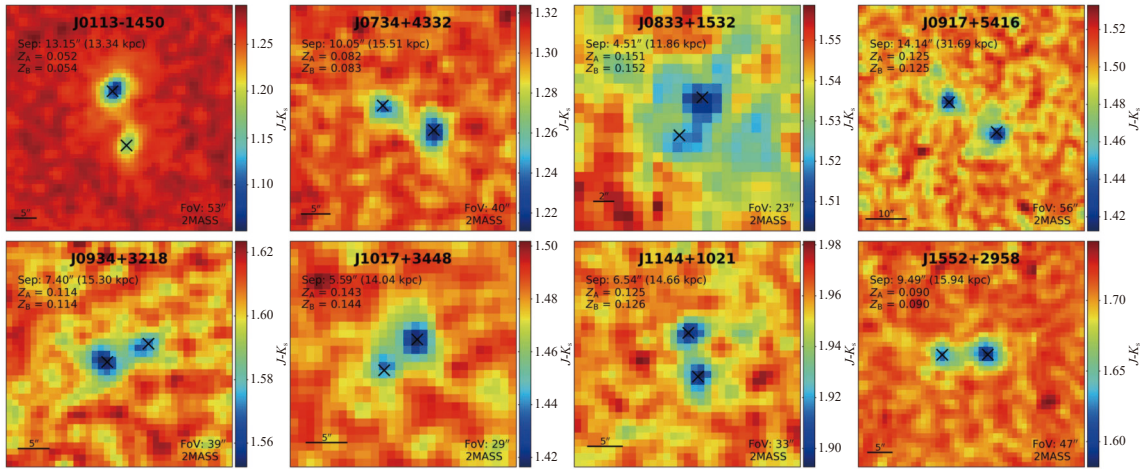 J0113-1450
Sep: 13.15″ (13.34 kpc)
Z_A = 0.052
Z_B = 0.054
5″
FoV: 53″
2MASS
1.25
1.20
1.15
1.10
J-K_s
J0734+4332
Sep: 10.05″ (15.51 kpc)
Z_A = 0.082
Z_B = 0.083
5″
FoV: 40″
2MASS
1.32
1.30
1.28
1.26
1.24
1.22
J-K_s
J0833+1532
Sep: 4.51″ (11.86 kpc)
Z_A = 0.151
Z_B = 0.152
2″
FoV: 23″
2MASS
1.55
1.54
1.53
1.52
1.51
J-K_s
J0917+5416
Sep: 14.14″ (31.69 kpc)
Z_A = 0.125
Z_B = 0.125
10″
FoV: 56″
2MASS
1.52
1.50
1.48
1.46
1.44
1.42
J-K_s
J0934+3218
Sep: 7.40″ (15.30 kpc)
Z_A = 0.114
Z_B = 0.114
5″
FoV: 39″
2MASS
1.62
1.60
1.58
1.56
J-K_s
J1017+3448
Sep: 5.59″ (14.04 kpc)
Z_A = 0.143
Z_B = 0.144
5″
FoV: 29″
2MASS
1.50
1.48
1.46
1.44
1.42
J-K_s
J1144+1021
Sep: 6.54″ (14.66 kpc)
Z_A = 0.125
Z_B = 0.126
5″
FoV: 33″
2MASS
1.98
1.96
1.94
1.92
1.90
J-K_s
J1552+2958
Sep: 9.49″ (15.94 kpc)
Z_A = 0.090
Z_B = 0.090
5″
FoV: 47″
2MASS
1.70
1.65
1.60
J-K_s